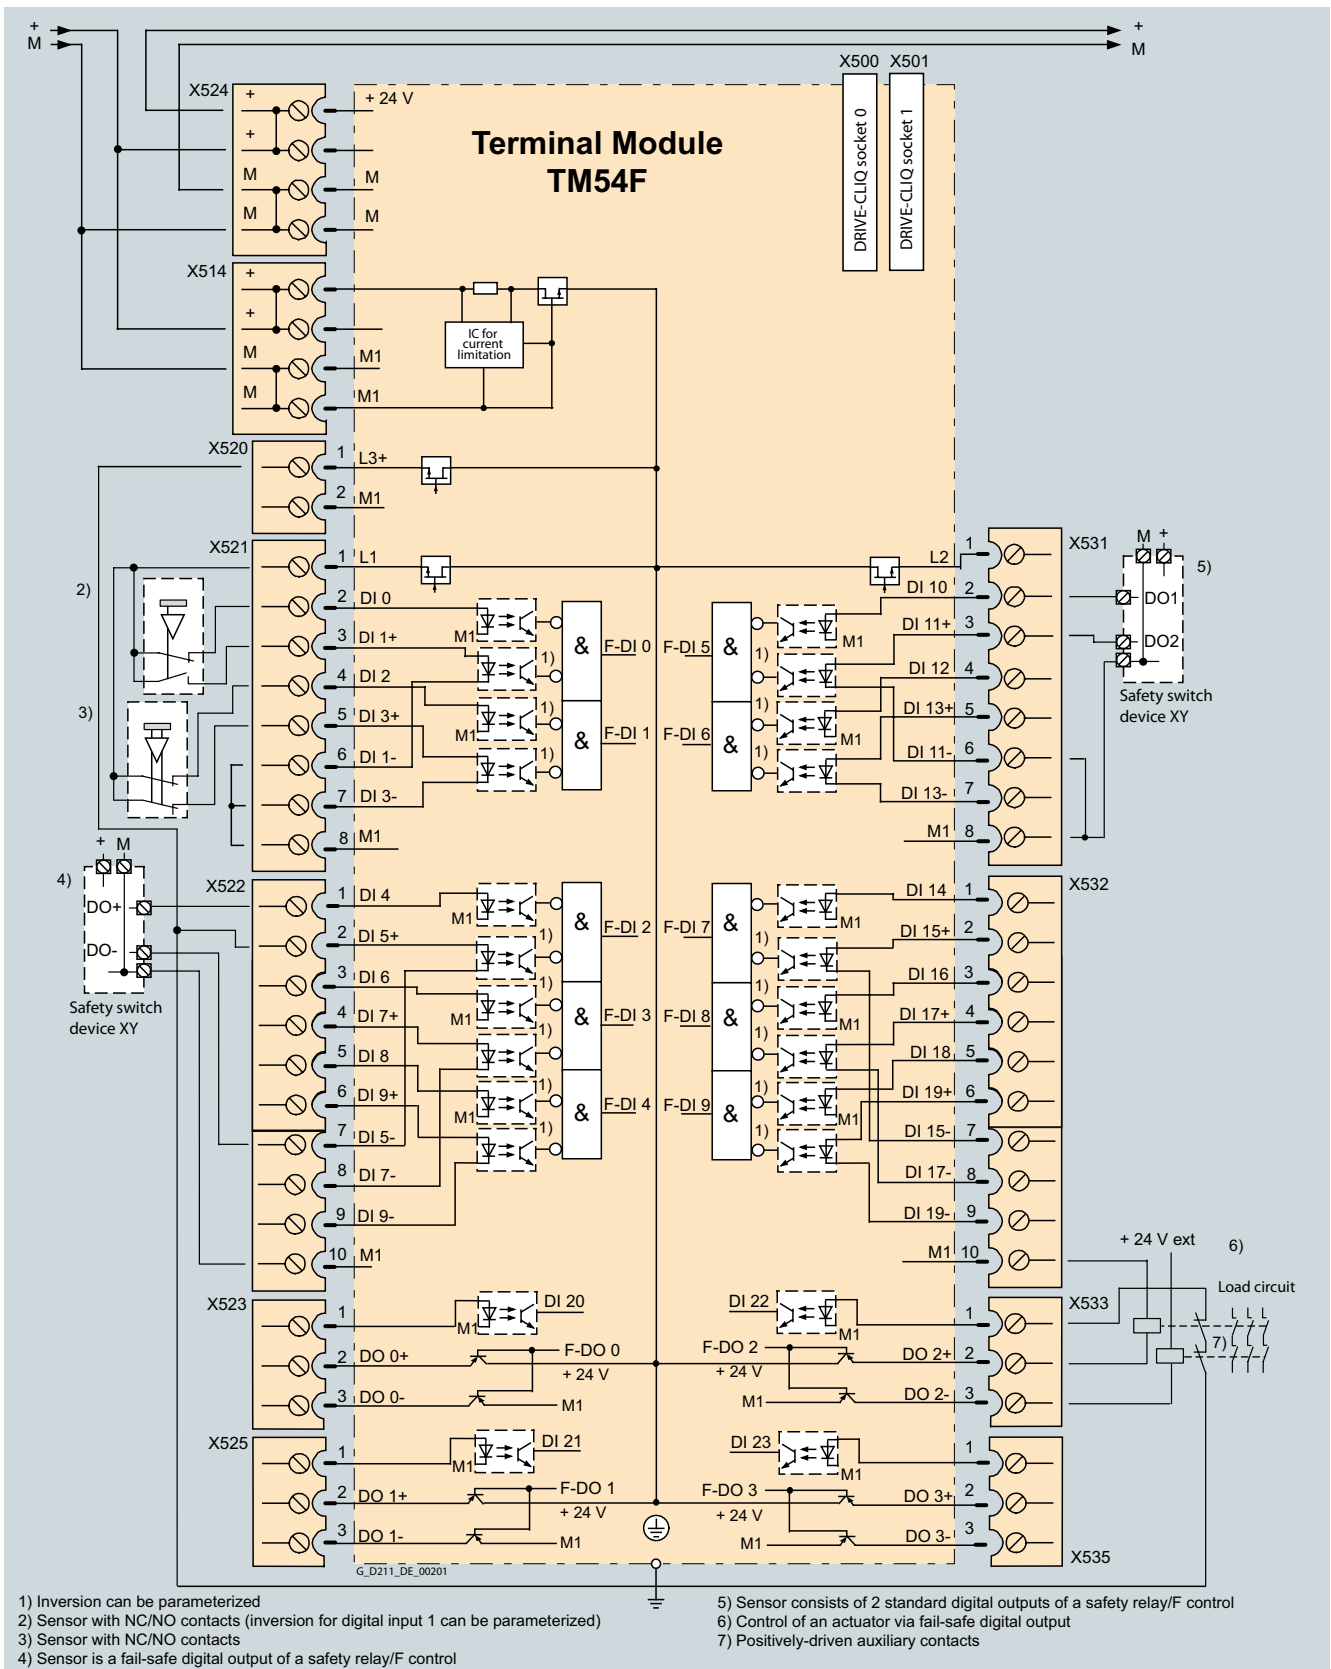 + +
M M
X500 X501
X524 + + 24 V
+
M M
M M
Terminal Module
TM54F
DRIVE-CLIQ socket 0
DRIVE-CLIQ socket 1
X514 +
+
M M1
M M1
IC for
current
limitation
X520 1 L3+
2 M1
X521 1 L1
2 DI 0
3 DI 1+
4 DI 2
5 DI 3+
6 DI 1-
7 DI 3-
8 M1
2)
3)
M1 1)
1)
M1 1)
& F-DI 0
& F-DI 1
F-DI 5 &
F-DI 6 &
1) M1
1)
1) M1
L2 1 X531
DI 10 2
DI 11+ 3
DI 12 4
DI 13+ 5
DI 11- 6
DI 13- 7
M1 8
M +
5)
DO1
DO2
Safety switch
device XY
+ M
4)
DO+
DO-
Safety switch
device XY
X522 1 DI 4
2 DI 5+
3 DI 6
4 DI 7+
5 DI 8
6 DI 9+
7 DI 5-
8 DI 7-
9 DI 9-
10 M1
M1 1)
1)
M1 1)
1)
M1 1)
& F-DI 2
& F-DI 3
& F-DI 4
F-DI 7 &
F-DI 8 &
F-DI 9 &
1) M1
1)
1) M1
1)
1) M1
DI 14 1 X532
DI 15+ 2
DI 16 3
DI 17+ 4
DI 18 5
DI 19+ 6
DI 15- 7
DI 17- 8
DI 19- 9
M1 10
+ 24 V ext 6)
Load circuit
7)
X523 1 M1 DI 20
2 DO 0+ F-DO 0
+ 24 V
3 DO 0- M1
DI 22 M1 1 X533
F-DO 2 DO 2+ 2
+ 24 V
M1 DO 2- 3
X525 1 M1 DI 21
2 DO 1+ F-DO 1
+ 24 V
3 DO 1- M1
DI 23 M1 1
F-DO 3 DO 3+ 2
+ 24 V
M1 DO 3- 3
X535
G_D211_DE_00201
1) Inversion can be parameterized
2) Sensor with NC/NO contacts (inversion for digital input 1 can be parameterized)
3) Sensor with NC/NO contacts
4) Sensor is a fail-safe digital output of a safety relay/F control
5) Sensor consists of 2 standard digital outputs of a safety relay/F control
6) Control of an actuator via fail-safe digital output
7) Positively-driven auxiliary contacts